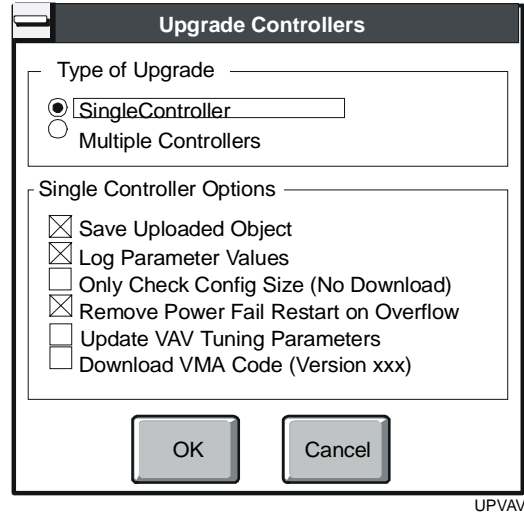 Upgrade Controllers
Type of Upgrade
SingleController
Multiple Controllers
Single Controller Options
Save Uploaded Object
Log Parameter Values
Only Check Config Size (No Download)
Remove Power Fail Restart on Overflow
Update VAV Tuning Parameters
Download VMA Code (Version xxx)
OK
Cancel
UPVAV